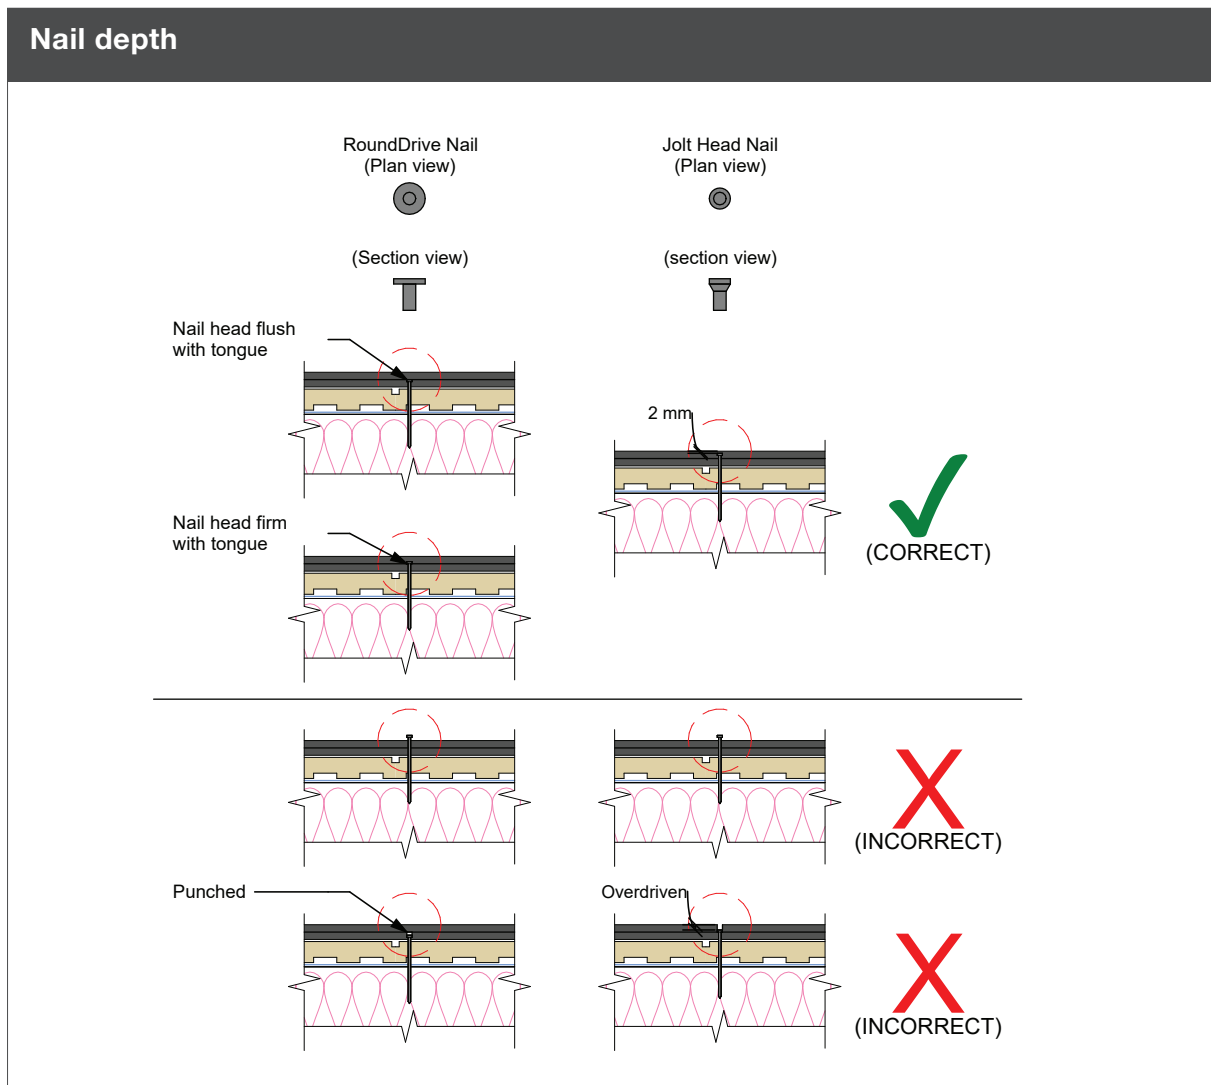 Nail depth
RoundDrive Nail
(Plan view)
Jolt Head Nail
(Plan view)
(Section view)
(section view)
Nail head flush
with tongue
2 mm
Nail head firm
with tongue
(CORRECT)
(INCORRECT)
Punched
Overdriven
(INCORRECT)